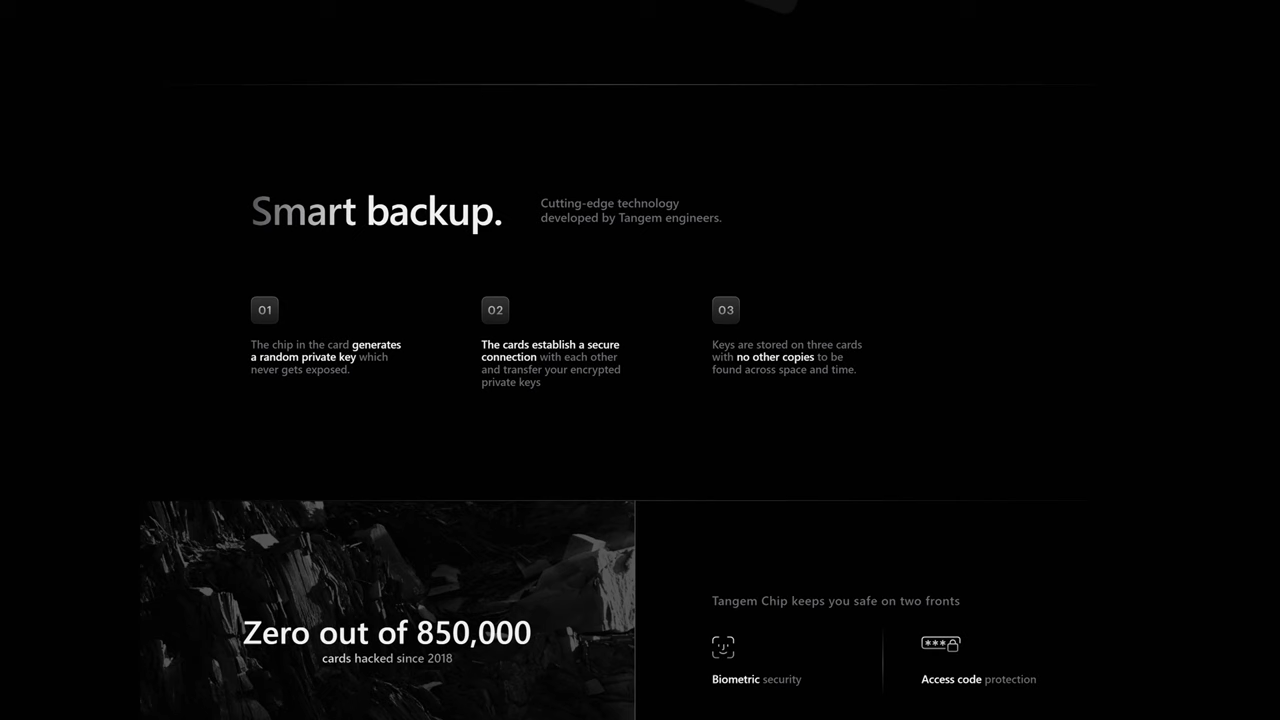 Smart backup.
Cutting-edge technology
developed by Tangem engineers.
01
The chip in the card generates
a random private key which
never gets exposed.
02
The cards establish a secure
connection with each other
and transfer your encrypted
private keys
03
Keys are stored on three cards
with no other copies to be
found across space and time.
Zero out of 850,000
cards hacked since 2018
Tangem Chip keeps you safe on two fronts
***
Biometric security
Access code protection